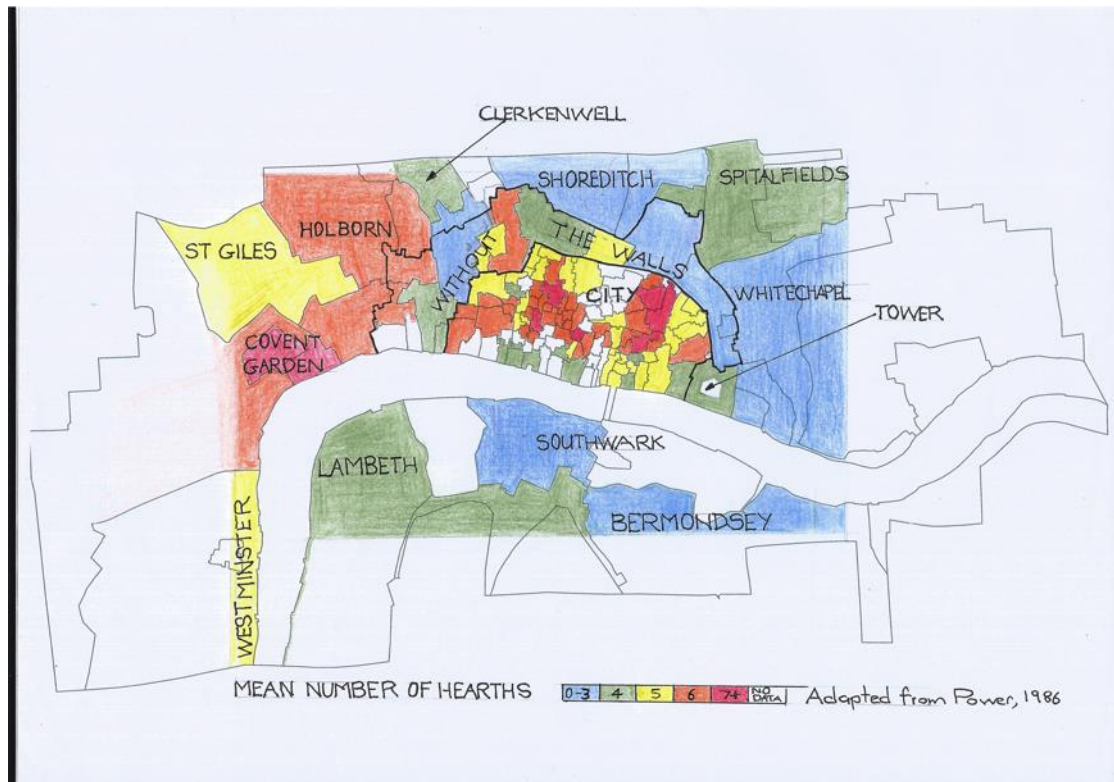 CLERKENWELL
SHOREDITCH
SPITALFIELDS
HOLBORN
ST GILES
WITHOUT
THE WALLS
CITY
WHITECHAPEL
TOWER
COVENT
GARDEN
SOUTHWARK
LAMBETH
BERMONDSEY
WESTMINSTER
MEAN NUMBER OF HEARTHS 0-3 4 5 6 7+ NO DATA Adapted from Power, 1986